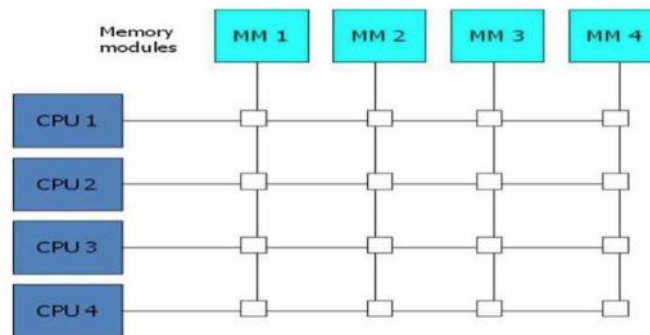 Memory
modules
MM 1
MM 2
MM 3
MM 4
CPU 1
CPU 2
CPU 3
CPU 4